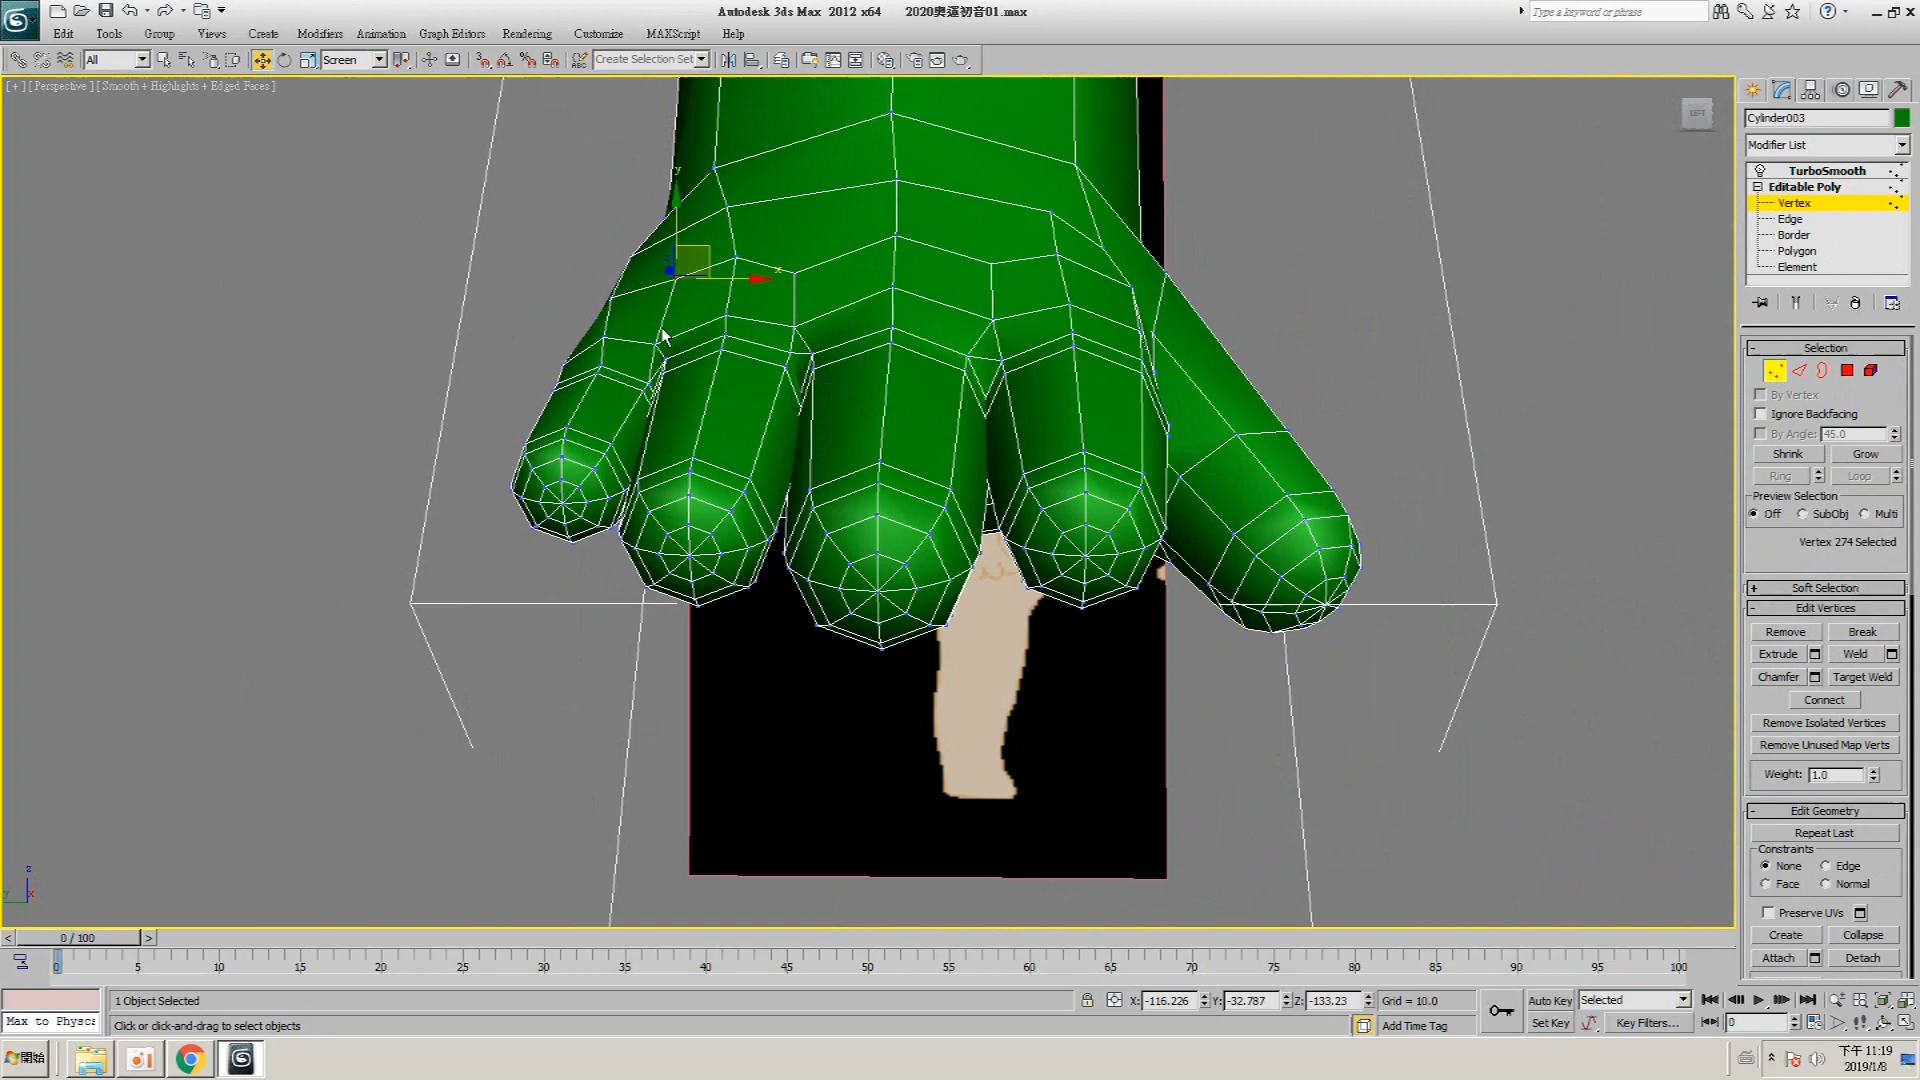 Autodesk 3ds Max 2012 x64 2020奧運初音01.max
Type a keyword or phrase
Edit Tools Group Views Create Modifiers Animation Graph Editors Rendering Customize MAXScript Help
All Screen Create Selection Set
[ + ] [ Perspective ] [ Smooth + Highlights + Edged Faces ]
LEFT
y
x
Cylinder003
Modifier List
TurboSmooth
Editable Poly
Vertex
Edge
Border
Polygon
Element
Selection
By Vertex
Ignore Backfacing
By Angle: 45.0
Shrink Grow
Ring Loop
Preview Selection
Off SubObj Multi
Vertex 274 Selected
Soft Selection
Edit Vertices
Remove Break
Extrude Weld
Chamfer Target Weld
Connect
Remove Isolated Vertices
Remove Unused Map Verts
Weight: 1.0
Edit Geometry
Repeat Last
Constraints
None Edge
Face Normal
Preserve UVs
Create Collapse
Attach Detach
z
y x
< 0 / 100 >
0 5 10 15 20 25 30 35 40 45 50 55 60 65 70 75 80 85 90 95 100
1 Object Selected X: -116.226 Y: -32.787 Z: -133.23 Grid = 10.0 Auto Key Selected
Max to Physcs Click or click-and-drag to select objects Add Time Tag Set Key Key Filters... 0
開始
下午 11:19
2019/1/8